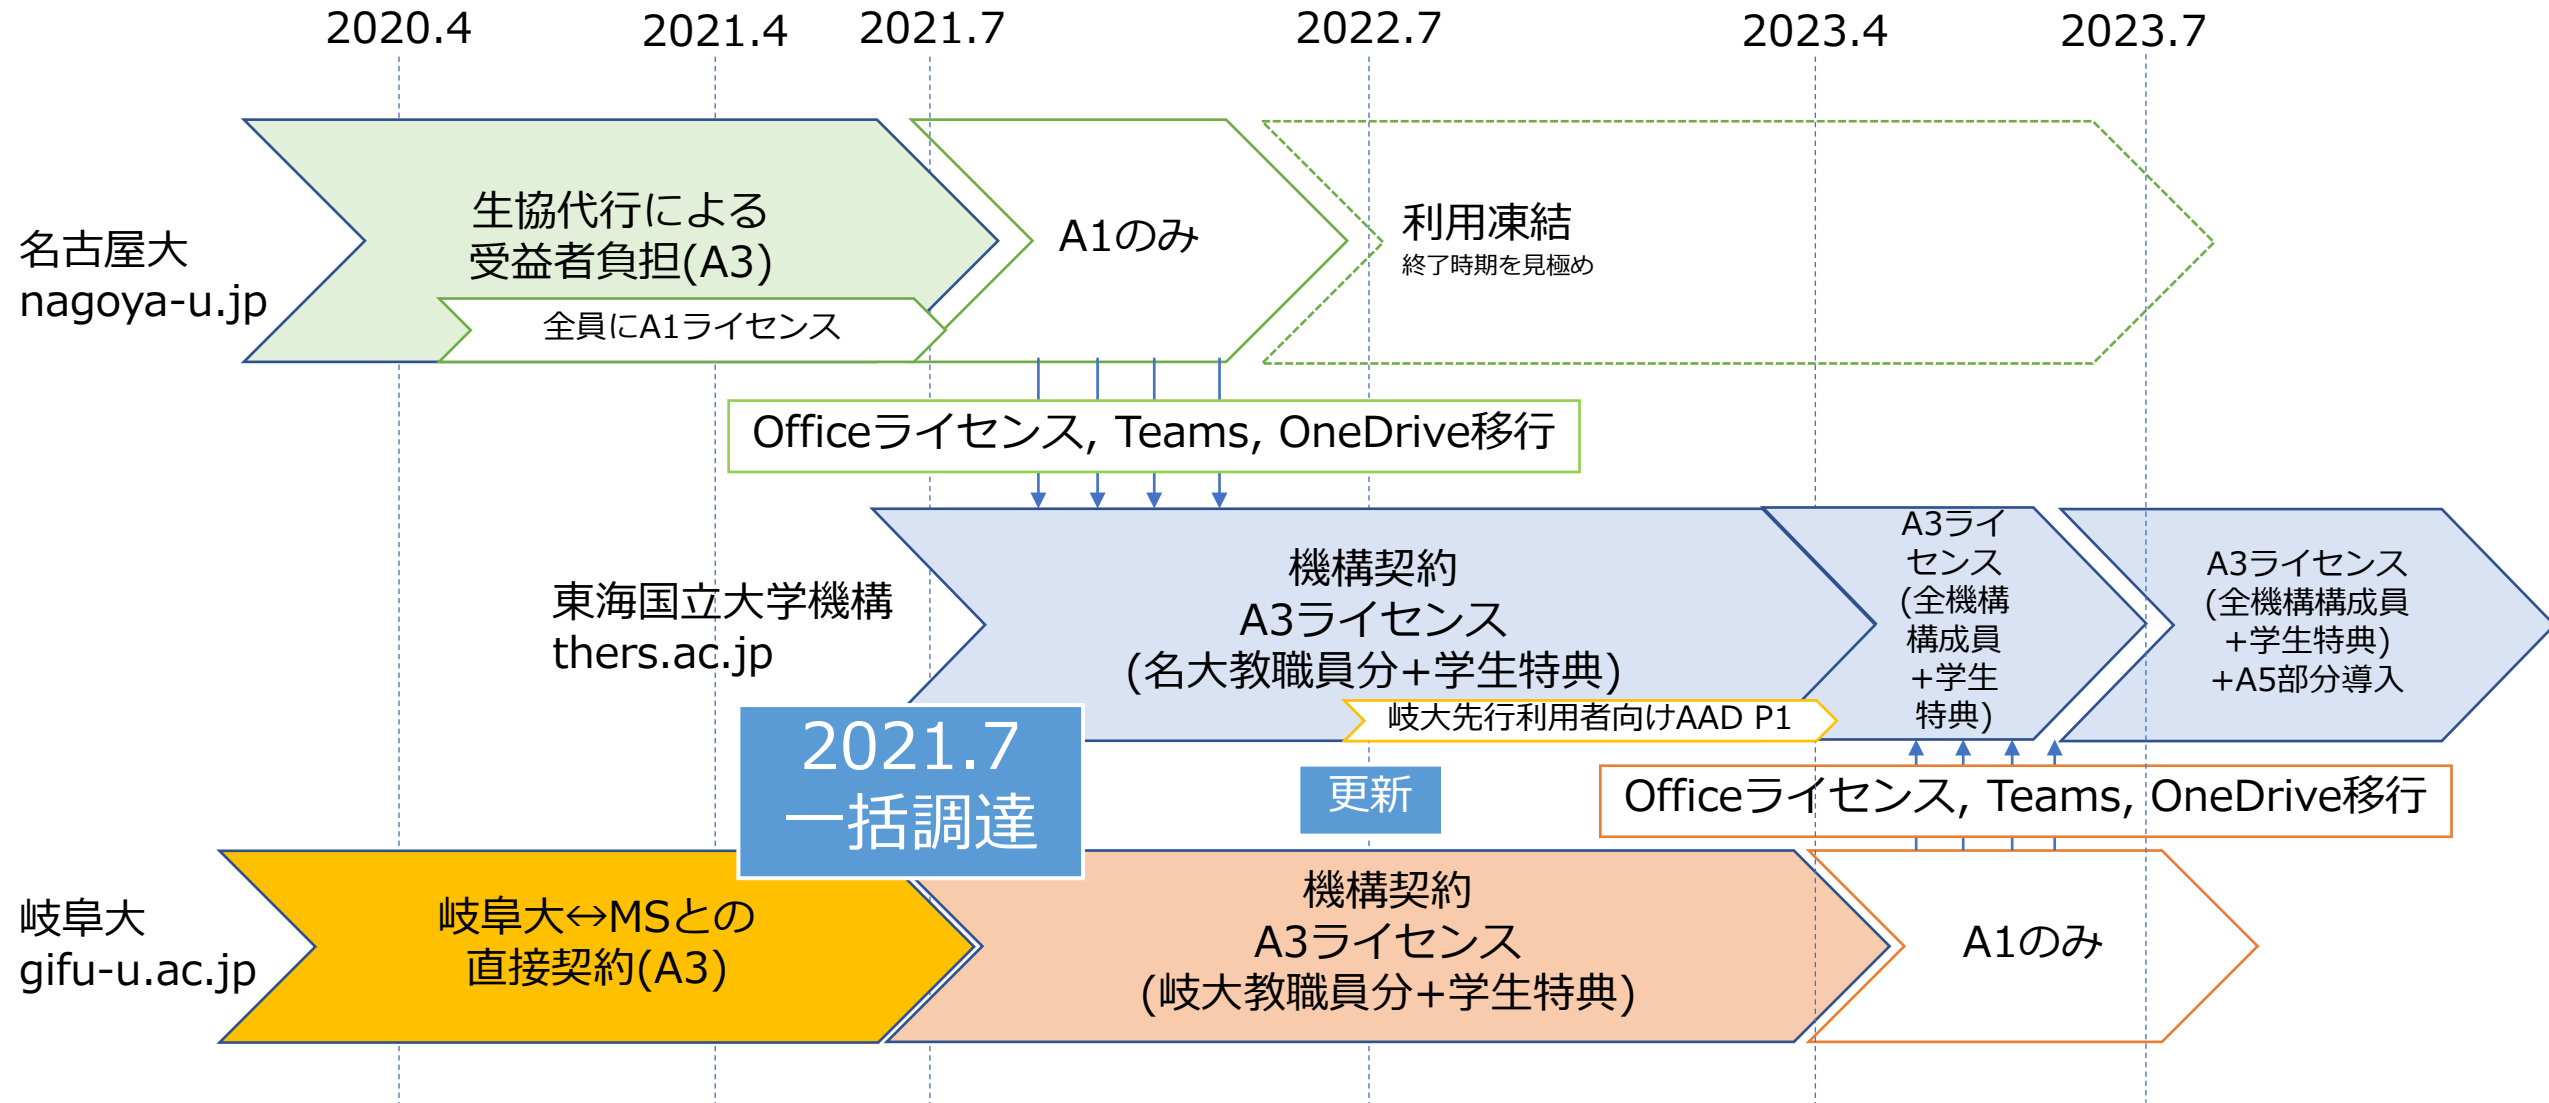 2020.4
2021.4
2021.7
2022.7
2023.4
2023.7
名古屋大
nagoya-u.jp
生協代行による
受益者負担(A3)
全員にA1ライセンス
A1のみ
利用凍結
終了時期を見極め
Officeライセンス, Teams, OneDrive移行
東海国立大学機構
thers.ac.jp
機構契約
A3ライセンス
(名大教職員分+学生特典)
岐大先行利用者向けAAD P1
A3ライ
センス
(全機構
構成員
+学生
特典)
A3ライセンス
(全機構構成員
+学生特典)
+A5部分導入
2021.7
一括調達
更新
Officeライセンス, Teams, OneDrive移行
岐阜大
gifu-u.ac.jp
岐阜大↔MSとの
直接契約(A3)
機構契約
A3ライセンス
(岐大教職員分+学生特典)
A1のみ